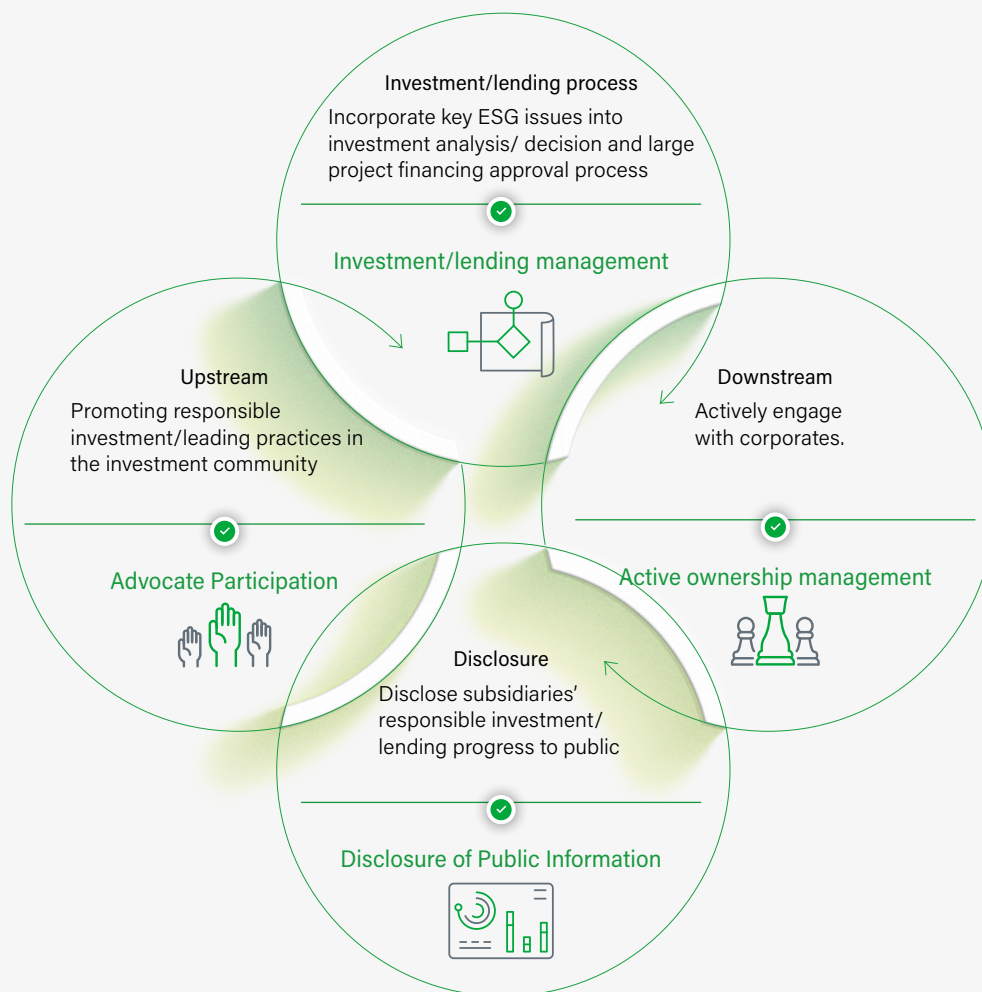 Investment/lending process
Incorporate key ESG issues into
investment analysis/ decision and large
project financing approval process
Investment/lending management
Upstream
Promoting responsible
investment/leading practices in
the investment community
Advocate Participation
Downstream
Actively engage
with corporates.
Active ownership management
Disclosure
Disclose subsidiaries’
responsible investment/
lending progress to public
Disclosure of Public Information